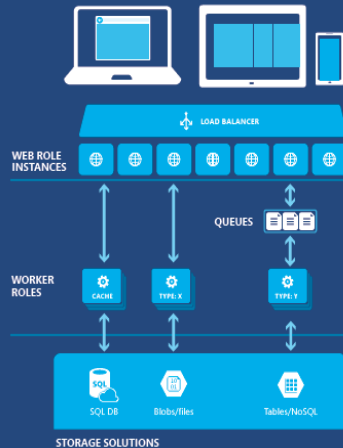 LOAD BALANCER
WEB ROLE
INSTANCES
QUEUES
WORKER
ROLES
CACHE
TYPE: X
TYPE: Y
SQL
SQL DB
Blobs/files
Tables/NoSQL
STORAGE SOLUTIONS